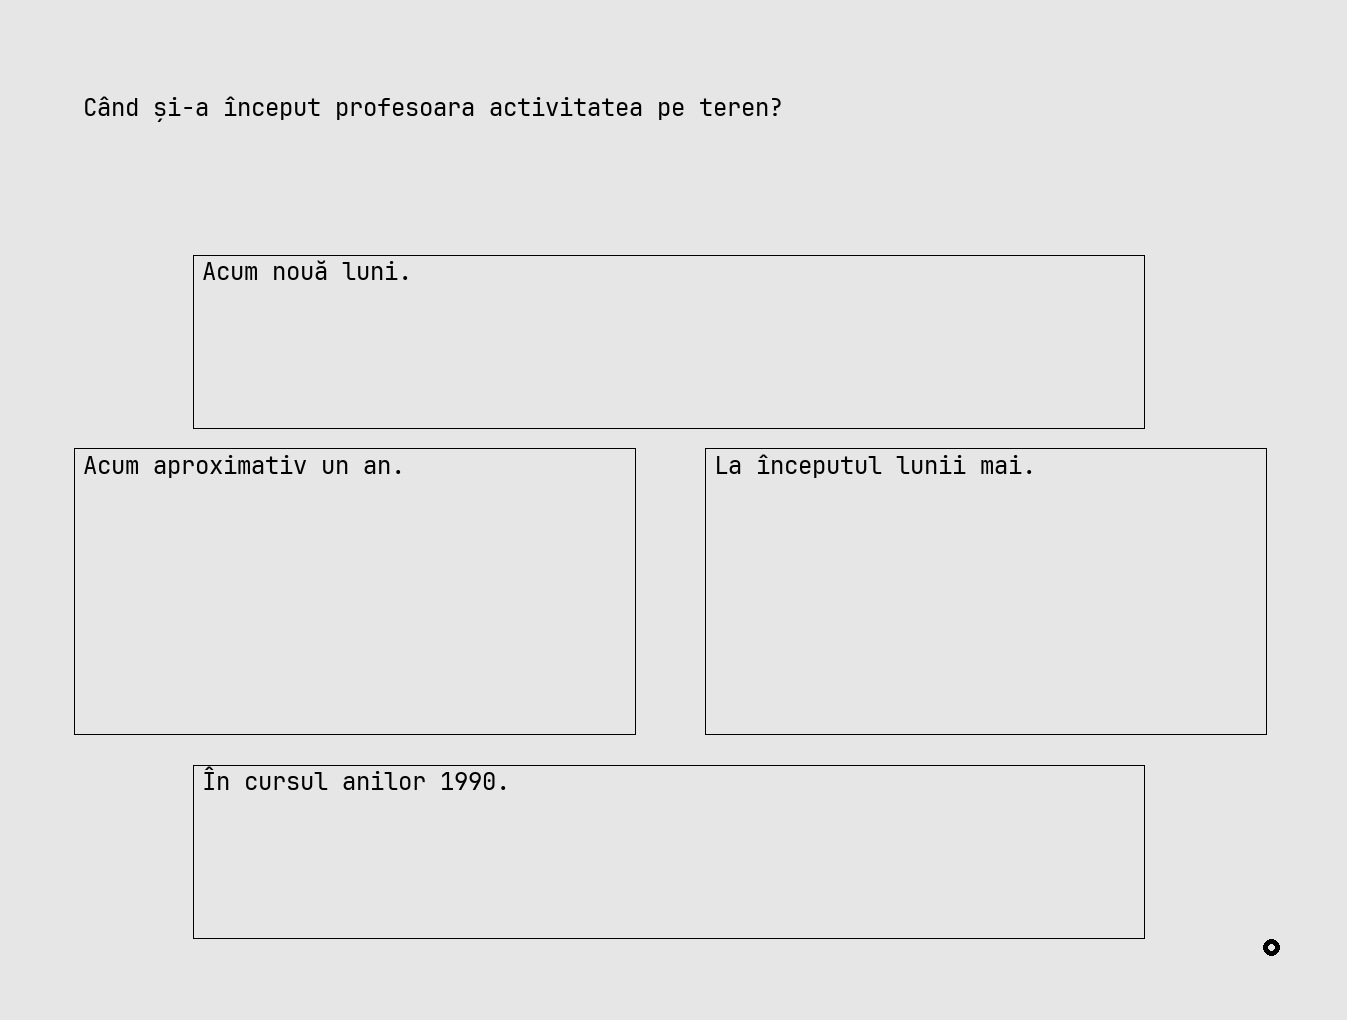 Când și-a început profesoara activitatea pe teren?
Acum nouă luni.
Acum aproximativ un an.
La începutul lunii mai.
În cursul anilor 1990.